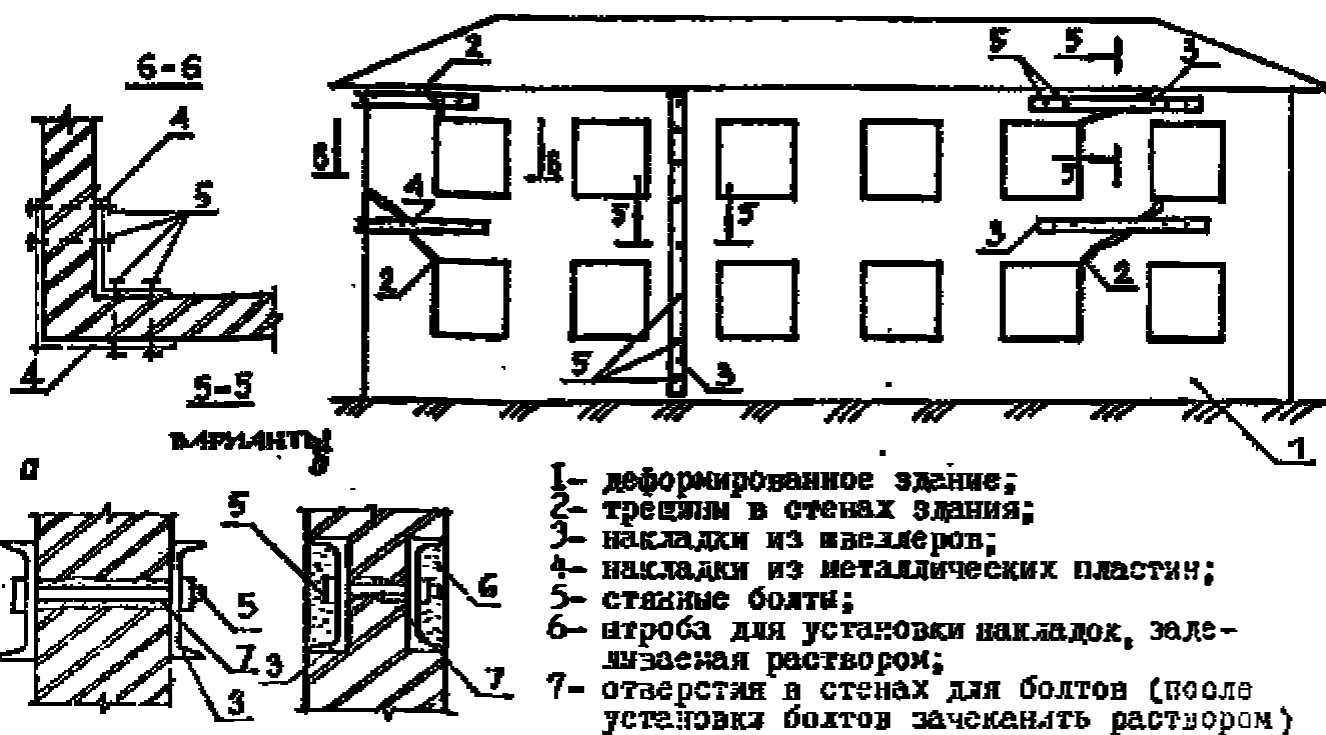 6-6
2
5
5
3
4
5
6
6
4
5
5
3
3
2
2
4
5
3
5-5
1
ВАРИАНТЫ
а
б
5
6
5
7
3
3
7
1- деформированное здание;
2- трещины в стенах здания;
3- накладки из швеллеров;
4- накладки из металлических пластин;
5- стяжные болты;
6- штроба для установки накладок, заде-
лываемая раствором;
7- отверстия в стенах для болтов (после
установки болтов зачеканить раствором)